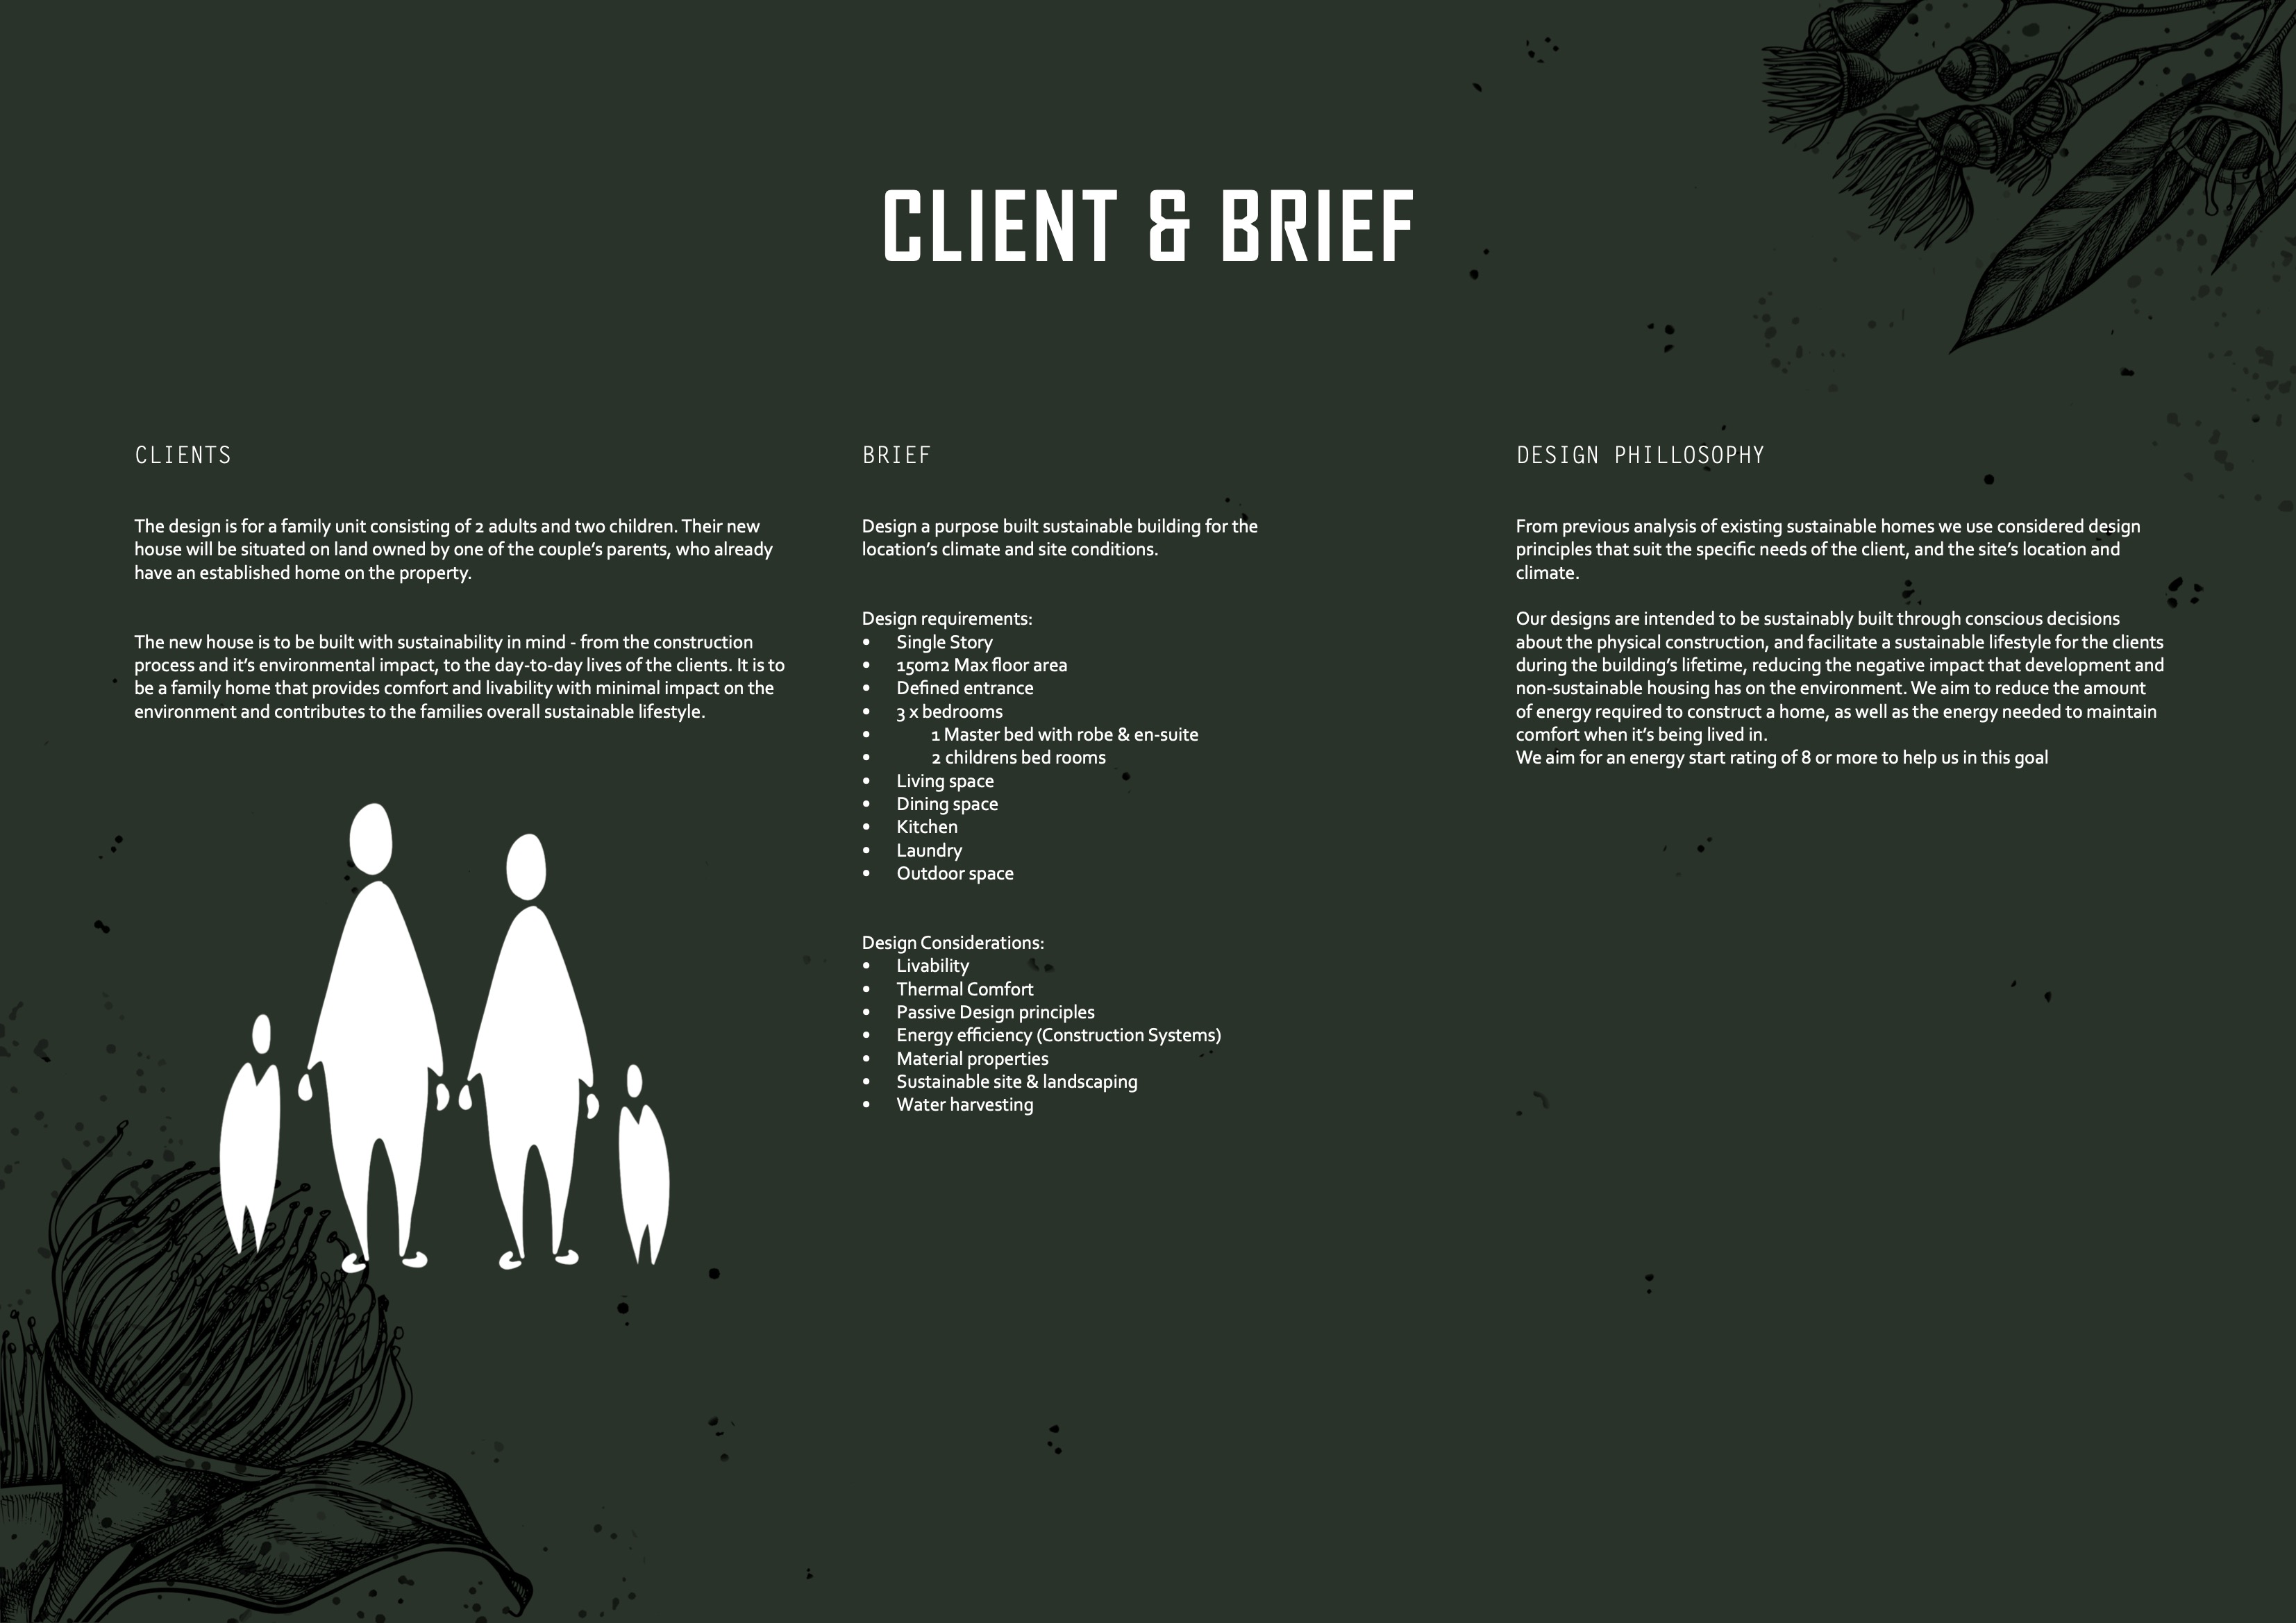 CLIENT & BRIEF
CLIENTS
The design is for a family unit consisting of 2 adults and two children. Their new
house will be situated on land owned by one of the couple’s parents, who already
have an established home on the property.
The new house is to be built with sustainability in mind - from the construction
process and it’s environmental impact, to the day-to-day lives of the clients. It is to
be a family home that provides comfort and livability with minimal impact on the
environment and contributes to the families overall sustainable lifestyle.
BRIEF
Design a purpose built sustainable building for the
location’s climate and site conditions.
Design requirements:
• Single Story
• 150m2 Max floor area
• Defined entrance
• 3 x bedrooms
• 1 Master bed with robe & en-suite
• 2 childrens bed rooms
• Living space
• Dining space
• Kitchen
• Laundry
• Outdoor space
Design Considerations:
• Livability
• Thermal Comfort
• Passive Design principles
• Energy efficiency (Construction Systems)
• Material properties
• Sustainable site & landscaping
• Water harvesting
DESIGN PHILLOSOPHY
From previous analysis of existing sustainable homes we use considered design
principles that suit the specific needs of the client, and the site’s location and
climate.
Our designs are intended to be sustainably built through conscious decisions
about the physical construction, and facilitate a sustainable lifestyle for the clients
during the building’s lifetime, reducing the negative impact that development and
non-sustainable housing has on the environment. We aim to reduce the amount
of energy required to construct a home, as well as the energy needed to maintain
comfort when it’s being lived in.
We aim for an energy start rating of 8 or more to help us in this goal